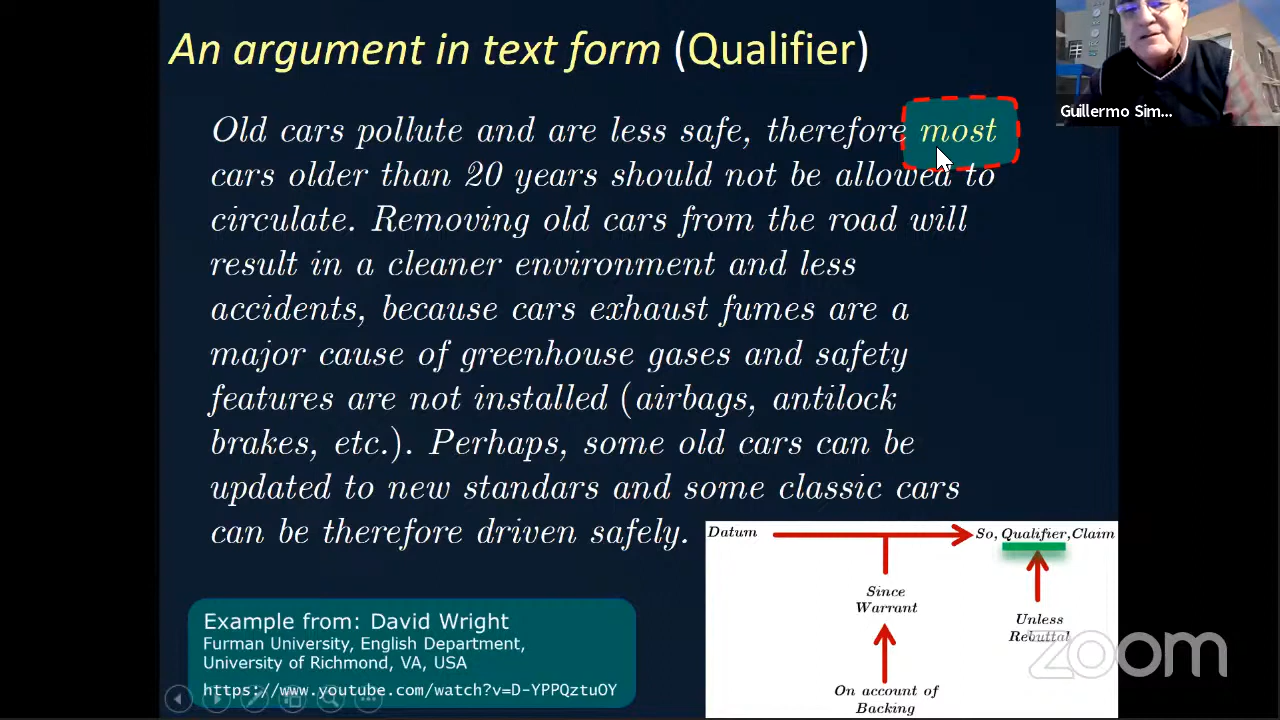 An argument in text form (Qualifier)
Guillermo Sim...
Old cars pollute and are less safe, therefore most
cars older than 20 years should not be allowed to
circulate. Removing old cars from the road will
result in a cleaner environment and less
accidents, because cars exhaust fumes are a
major cause of greenhouse gases and safety
features are not installed (airbags, antilock
brakes, etc.). Perhaps, some old cars can be
updated to new standars and some classic cars
can be therefore driven safely.
Datum
So, Qualifier,Claim
Since
Warrant
Unless
Rebuttal
On account of
Backing
Example from: David Wright
Furman University, English Department,
University of Richmond, VA, USA
https://www.youtube.com/watch?v=D-YPPQztuOY
zoom